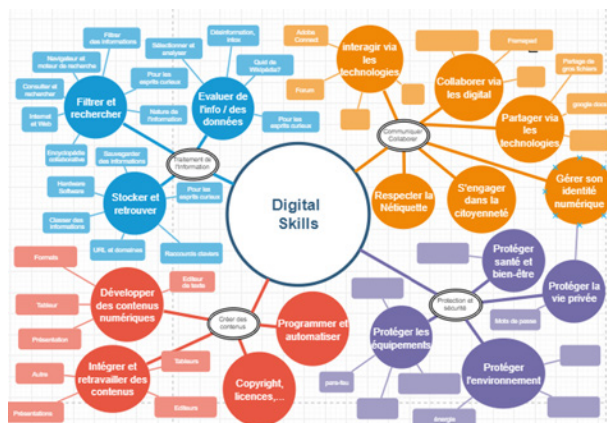 Digital
Skills
Traitement de
l'Information
Filtrer et
rechercher
Filtrer
des informations
Navigateur et
moteur de recherche
Consulter et
rechercher
Internet
et Web
Encyclopédie
collaborative
Pour les
esprits curieux
Nature de
l'information
Evaluer de
l'info / des
données
Sélectionner et
analyser
Désinformation,
infox
Quid de
Wikipédia?
Pour les
esprits curieux
Stocker et
retrouver
Sauvegarder
des informations
Hardware
Software
Classer des
informations
URL et domaines
Raccourcis claviers
Pour les
esprits curieux
Communiquer
Collaborer
interagir via
les technologies
Adobe
Connect
Forum
Collaborer via
les digital
Framapad
Partager via
les technologies
Partage de
gros fichiers
google docs
Gérer son
identité
numérique
S'engager
dans la
citoyenneté
Respecter la
Nétiquette
Créer des
contenus
Développer
des contenus
numériques
Formats
Tableur
Présentation
Editeur
de texte
Intégrer et
retravailler des
contenus
Autre
Présentations
Tableurs
Editeurs
Copyright,
licences,...
Programmer et
automatiser
Protection et
sécurité
Protéger
santé et
bien-être
Protéger la
vie privée
Mots de passe
Protéger les
équipements
pare-feu
Protéger
l'environnement
énergie